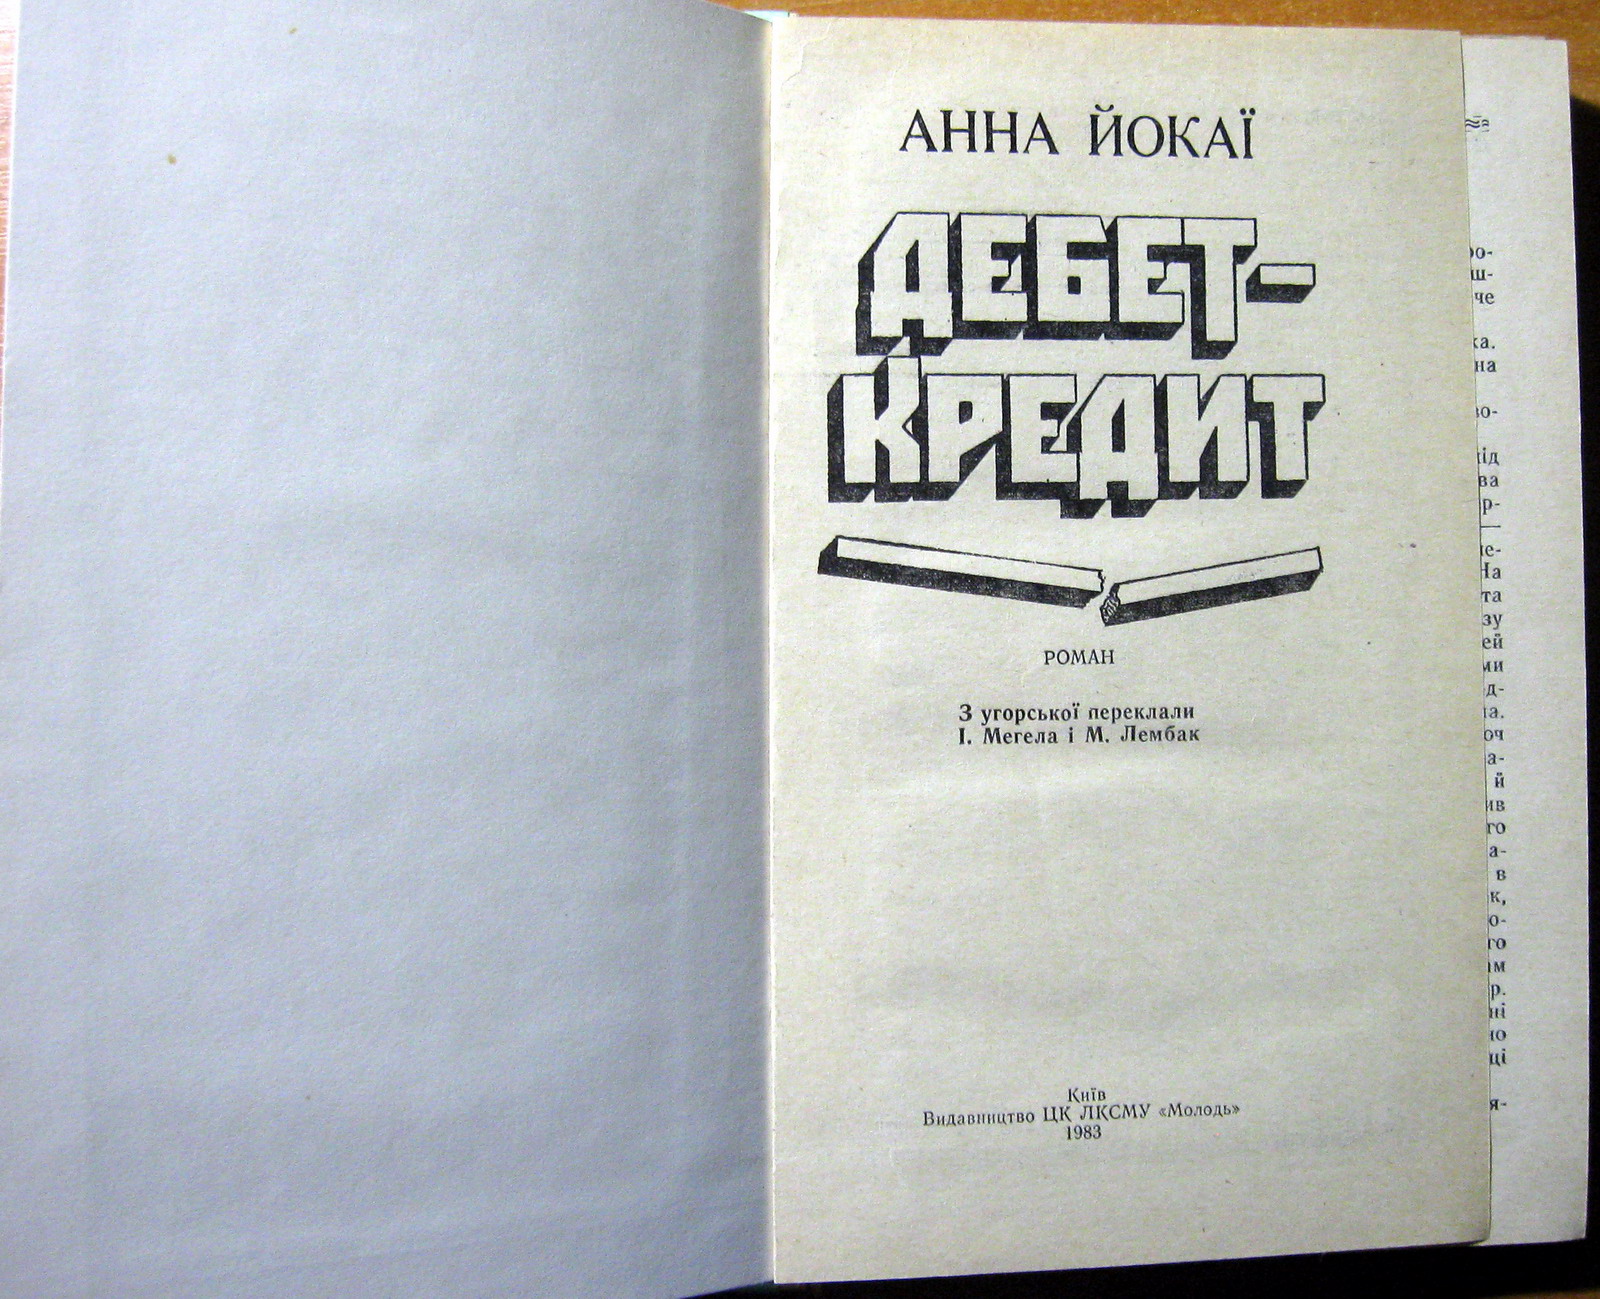 АННА ЙОКАЇ
ДЕБЕТ-
КРЕДИТ
РОМАН
З угорської переклали
І. Мегела і М. Лембак
Київ
Видавництво ЦК ЛКСМУ «Молодь»
1983